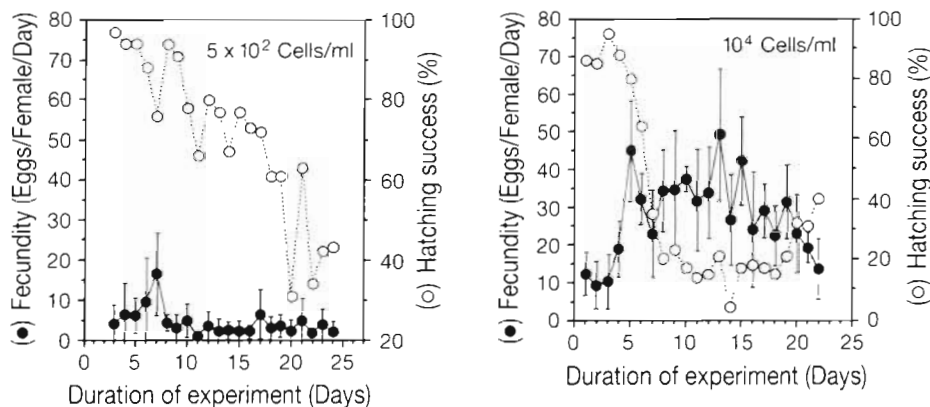 (●) Fecundity (Eggs/Female/Day)
80
70
60
50
40
30
20
10
0
5 x 10² Cells/ml
100
80
60
40
20
(○) Hatching success (%)
0 5 10 15 20 25
Duration of experiment (Days)
(●) Fecundity (Eggs/Female/Day)
80
70
60
50
40
30
20
10
0
10⁴ Cells/ml
100
80
60
40
20
0
(○) Hatching success (%)
0 5 10 15 20 25
Duration of experiment (Days)